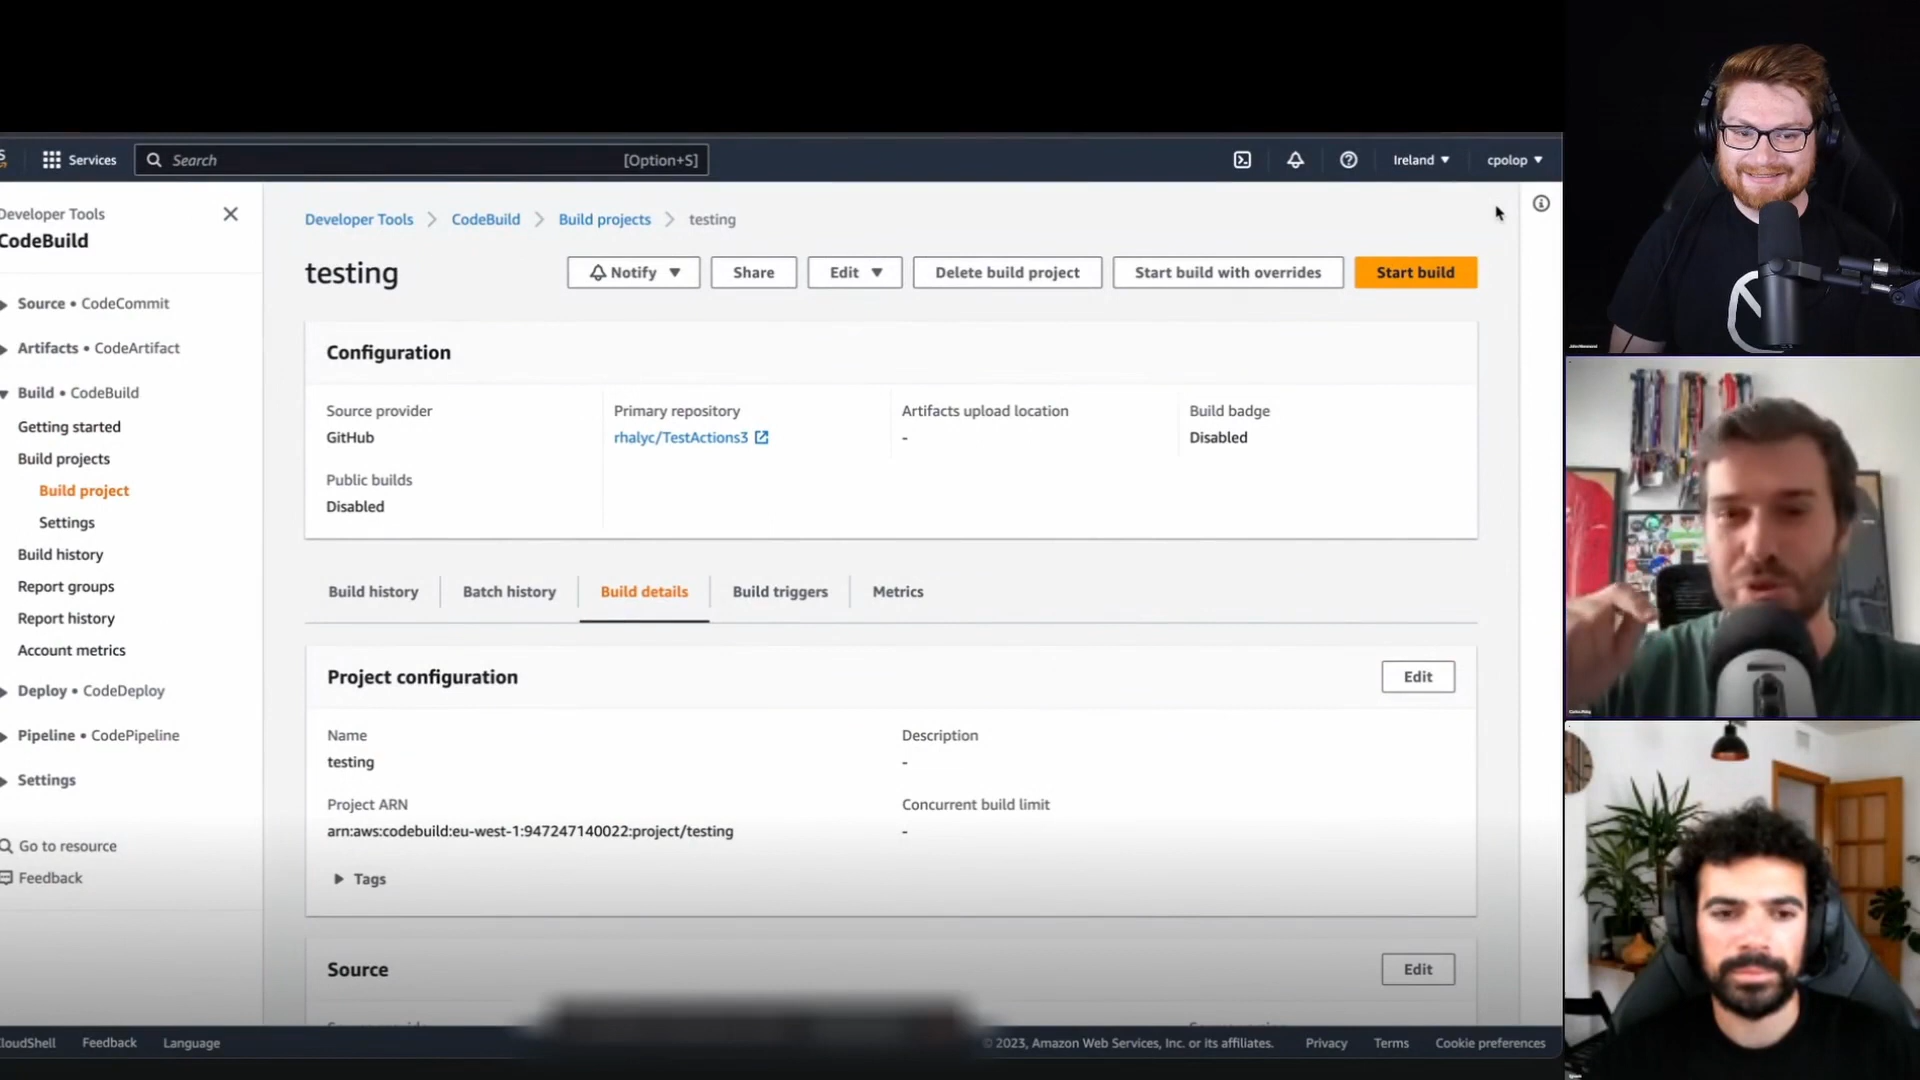 Services
Search
[Option+S]
Ireland
cpolop
Developer Tools
CodeBuild
Source • CodeCommit
Artifacts • CodeArtifact
Build • CodeBuild
Getting started
Build projects
Build project
Settings
Build history
Report groups
Report history
Account metrics
Deploy • CodeDeploy
Pipeline • CodePipeline
Settings
Go to resource
Feedback
Developer Tools
CodeBuild
Build projects
testing
testing
Notify
Share
Edit
Delete build project
Start build with overrides
Start build
Configuration
Source provider
GitHub
Primary repository
rhalyc/TestActions3
Artifacts upload location
-
Build badge
Disabled
Public builds
Disabled
Build history
Batch history
Build details
Build triggers
Metrics
Project configuration
Edit
Name
testing
Description
-
Project ARN
arn:aws:codebuild:eu-west-1:947247140022:project/testing
Concurrent build limit
-
Tags
Source
Edit
CloudShell
Feedback
Language
© 2023, Amazon Web Services, Inc. or its affiliates.
Privacy
Terms
Cookie preferences